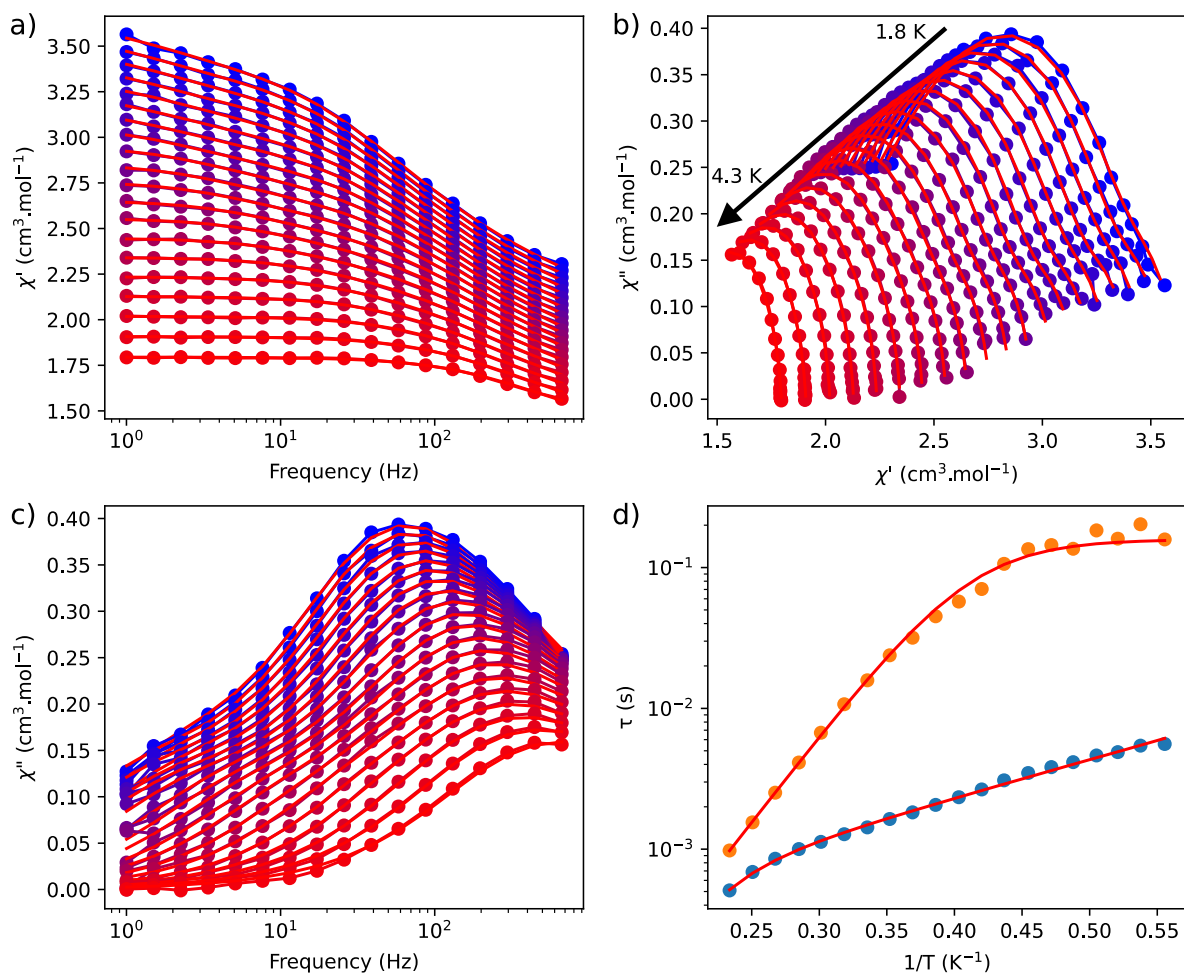 a)
3.50
3.25
3.00
2.75
2.50
2.25
2.00
1.75
1.50
χ' (cm³.mol⁻¹)
10⁰ 10¹ 10²
Frequency (Hz)
b)
1.8 K
4.3 K
0.40
0.35
0.30
0.25
0.20
0.15
0.10
0.05
0.00
χ" (cm³.mol⁻¹)
1.5 2.0 2.5 3.0 3.5
χ' (cm³.mol⁻¹)
c)
0.40
0.35
0.30
0.25
0.20
0.15
0.10
0.05
0.00
χ" (cm³.mol⁻¹)
10⁰ 10¹ 10²
Frequency (Hz)
d)
10⁻¹
10⁻²
10⁻³
τ (s)
0.25 0.30 0.35 0.40 0.45 0.50 0.55
1/T (K⁻¹)